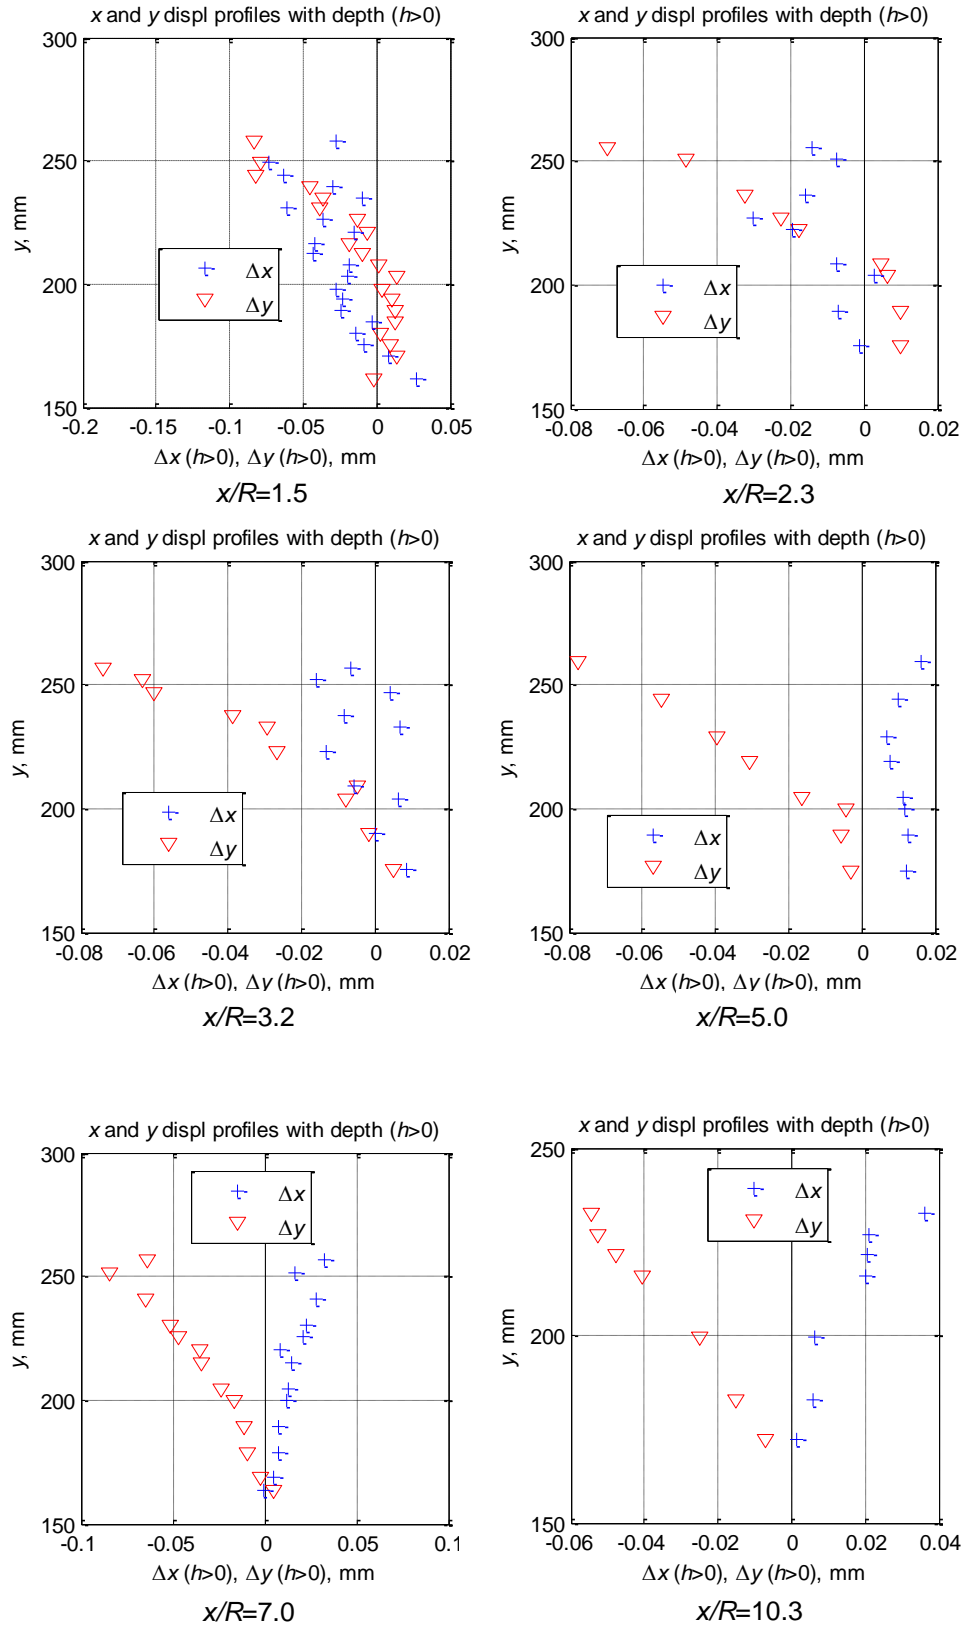 x and y displ profiles with depth (h>0)
300
250
200
150
y, mm
Δx
Δy
-0.2 -0.15 -0.1 -0.05 0 0.05
Δx (h>0), Δy (h>0), mm
x/R=1.5
x and y displ profiles with depth (h>0)
300
250
200
150
y, mm
Δx
Δy
-0.08 -0.06 -0.04 -0.02 0 0.02
Δx (h>0), Δy (h>0), mm
x/R=2.3
x and y displ profiles with depth (h>0)
300
250
200
150
y, mm
Δx
Δy
-0.08 -0.06 -0.04 -0.02 0 0.02
Δx (h>0), Δy (h>0), mm
x/R=3.2
x and y displ profiles with depth (h>0)
300
250
200
150
y, mm
Δx
Δy
-0.08 -0.06 -0.04 -0.02 0 0.02
Δx (h>0), Δy (h>0), mm
x/R=5.0
x and y displ profiles with depth (h>0)
300
250
200
150
y, mm
Δx
Δy
-0.1 -0.05 0 0.05 0.1
Δx (h>0), Δy (h>0), mm
x/R=7.0
x and y displ profiles with depth (h>0)
250
200
150
y, mm
Δx
Δy
-0.06 -0.04 -0.02 0 0.02 0.04
Δx (h>0), Δy (h>0), mm
x/R=10.3